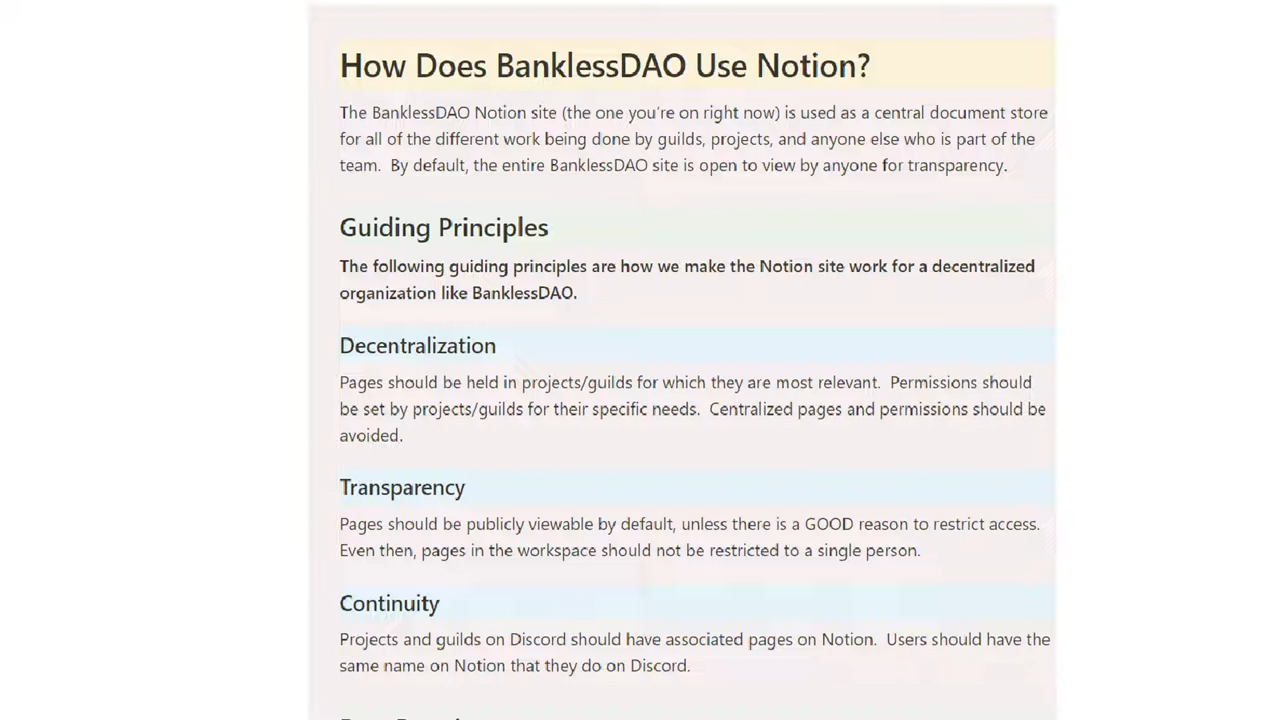 How Does BanklessDAO Use Notion?
The BanklessDAO Notion site (the one you're on right now) is used as a central document store
for all of the different work being done by guilds, projects, and anyone else who is part of the
team.  By default, the entire BanklessDAO site is open to view by anyone for transparency.
Guiding Principles
The following guiding principles are how we make the Notion site work for a decentralized
organization like BanklessDAO.
Decentralization
Pages should be held in projects/guilds for which they are most relevant.  Permissions should
be set by projects/guilds for their specific needs.  Centralized pages and permissions should be
avoided.
Transparency
Pages should be publicly viewable by default, unless there is a GOOD reason to restrict access.
Even then, pages in the workspace should not be restricted to a single person.
Continuity
Projects and guilds on Discord should have associated pages on Notion.  Users should have the
same name on Notion that they do on Discord.